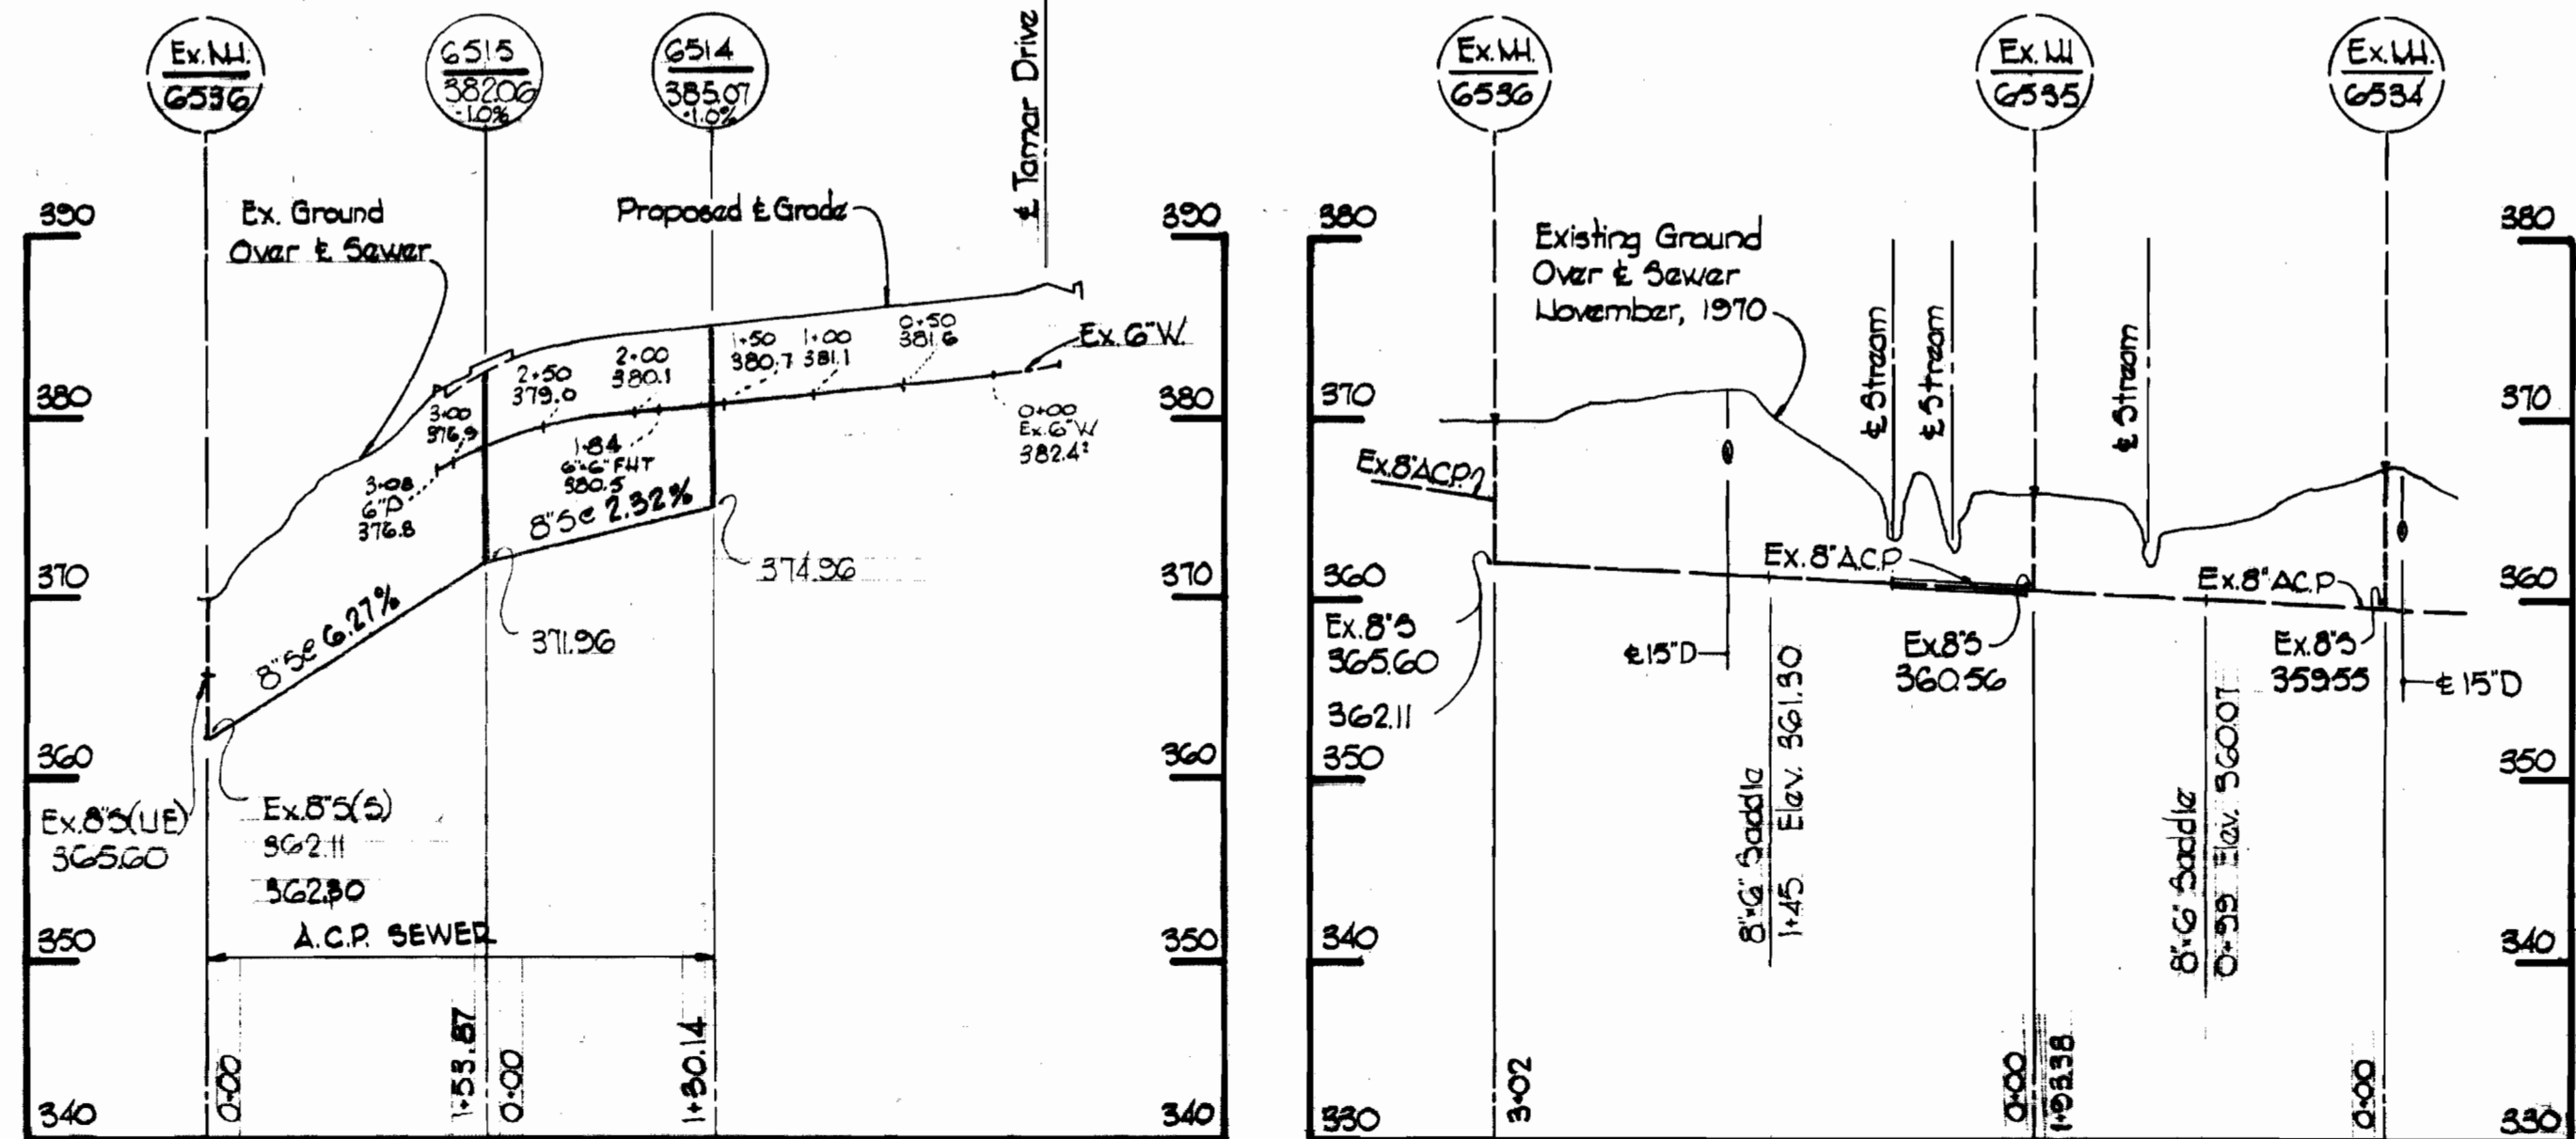 Ex. MH.
6536
6515
382.06
-1.0%
6514
385.07
-1.0%
℄ Tamar Drive
390
380
370
360
350
340
Ex. Ground
Over ℄ Sewer
Proposed ℄ Grade
390
380
370
360
350
340
3+00
376.9
2+50
379.0
2+00
380.1
1+50
380.7
1+00
381.1
0+50
381.6
Ex. 6" W.
0+00
Ex. 6" W
382.4±
3+08
6" P
376.8
1+84
6"x6" FHT
380.5
8" S @ 2.32%
8" S @ 6.27%
374.96
371.96
Ex. 8" S (NE)
365.60
Ex. 8" S (S)
362.11
362.30
A.C.P. SEWER
0+00
1+53.87
0+00
1+30.14
Ex. MH.
6536
Ex. MH
6535
Ex. MH.
6534
380
370
360
350
340
330
Existing Ground
Over ℄ Sewer
November, 1970
℄ Stream
℄ Stream
℄ Stream
380
370
360
350
340
330
Ex. 8" A.C.P.
Ex. 8" A.C.P
Ex. 8" A.C.P
Ex. 8" S
365.60
362.11
℄ 15" D
Ex. 8" S
360.56
Ex. 8" S
359.55
℄ 15" D
8"x6" Saddle
1+45 Elev. 361.30
8"x6" Saddle
0+99 Elev. 360.07
3+02
0+00
1+93.38
0+00